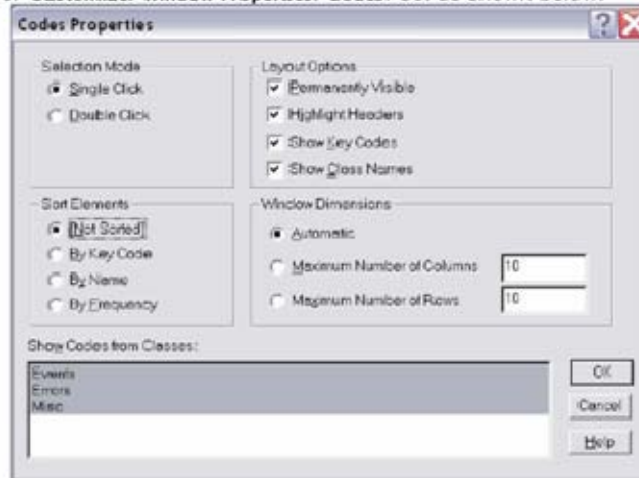 Codes Properties
Selection Mode
Single Click
Double Click
Layout Options
Permanently Visible
Highlight Headers
Show Key Codes
Show Class Names
Sort Elements
[Not Sorted]
By Key Code
By Name
By Frequency
Window Dimensions
Automatic
Maximum Number of Columns 10
Maximum Number of Rows 10
Show Codes from Classes:
Events
Errors
Misc
OK
Cancel
Help